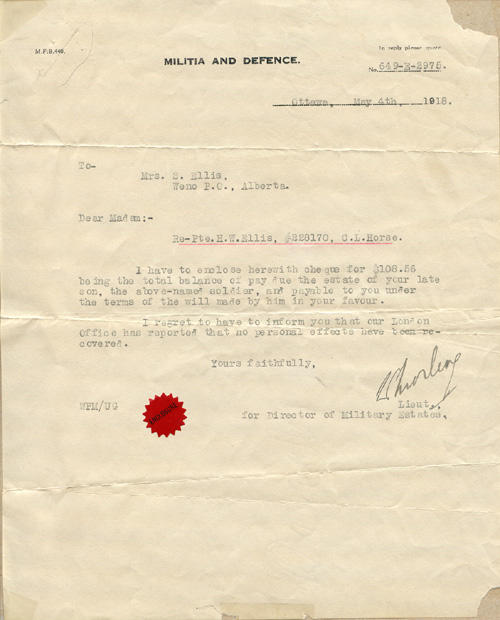 M.F.B.446.
In reply please quote
MILITIA AND DEFENCE.
No. 649-E-2975.
Ottawa, May 4th, 1918.
To-
Mrs. S. Ellis,
Weno P.O., Alberta.
Dear Madam:-
Re-Pte.H.W.Ellis, #228170, C.L.Horse.
I have to enclose herewith cheque for $108.56
being the total balance of pay due the estate of your late
son, the above-named soldier, and payable to you under
the terms of the will made by him in your favour.
I regret to have to inform you that our London
Office has reported that no personal effects have been re-
covered.
Yours faithfully,
Lieut.,
WFM/UG
for Director of Military Estates.
ENCLOSURE